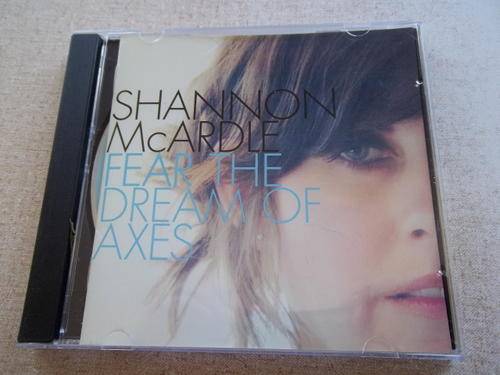 SHANNON
McARDLE
FEAR THE
DREAM OF
AXES